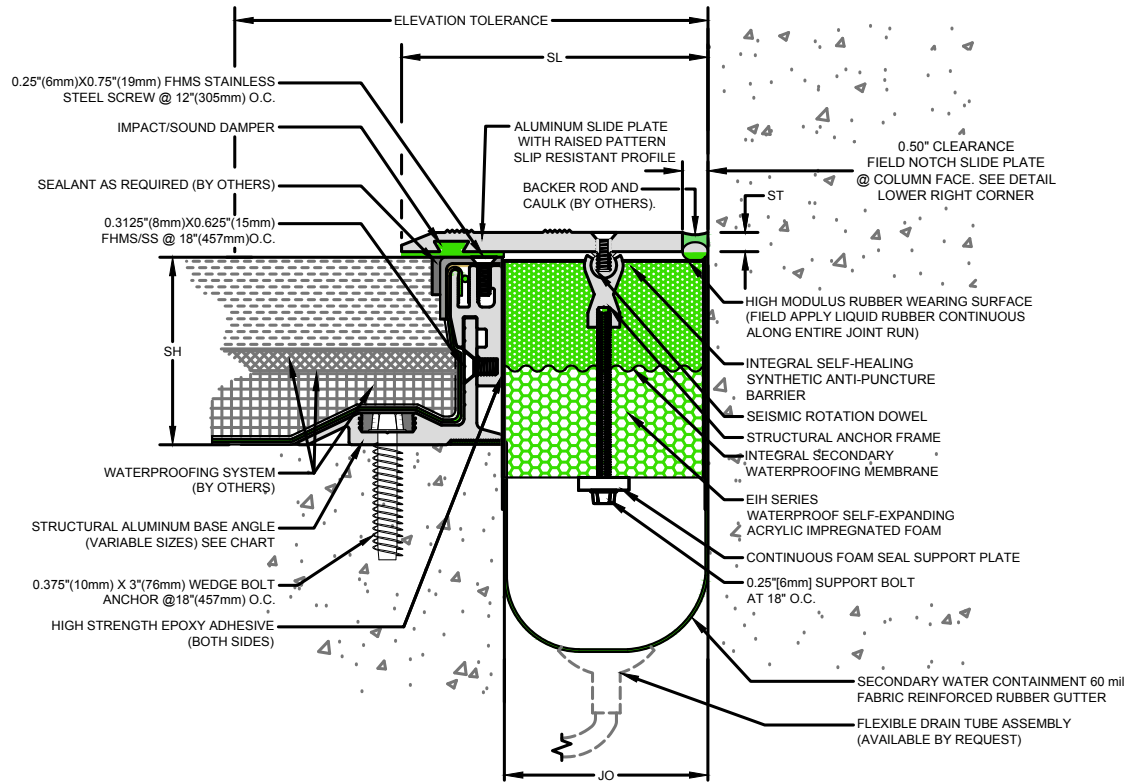 ELEVATION TOLERANCE
SL
0.25"(6mm)X0.75"(19mm) FHMS STAINLESS
STEEL SCREW @ 12"(305mm) O.C.
IMPACT/SOUND DAMPER
SEALANT AS REQUIRED (BY OTHERS)
0.3125"(8mm)X0.625"(15mm)
FHMS/SS @ 18"(457mm)O.C.
ALUMINUM SLIDE PLATE
WITH RAISED PATTERN
SLIP RESISTANT PROFILE
BACKER ROD AND
CAULK (BY OTHERS).
0.50" CLEARANCE
FIELD NOTCH SLIDE PLATE
@ COLUMN FACE. SEE DETAIL
LOWER RIGHT CORNER
ST
SH
HIGH MODULUS RUBBER WEARING SURFACE
(FIELD APPLY LIQUID RUBBER CONTINUOUS
ALONG ENTIRE JOINT RUN)
INTEGRAL SELF-HEALING
SYNTHETIC ANTI-PUNCTURE
BARRIER
SEISMIC ROTATION DOWEL
STRUCTURAL ANCHOR FRAME
INTEGRAL SECONDARY
WATERPROOFING MEMBRANE
EIH SERIES
WATERPROOF SELF-EXPANDING
ACRYLIC IMPREGNATED FOAM
CONTINUOUS FOAM SEAL SUPPORT PLATE
0.25"[6mm] SUPPORT BOLT
AT 18" O.C.
WATERPROOFING SYSTEM
(BY OTHERS)
STRUCTURAL ALUMINUM BASE ANGLE
(VARIABLE SIZES) SEE CHART
0.375"(10mm) X 3"(76mm) WEDGE BOLT
ANCHOR @18"(457mm) O.C.
HIGH STRENGTH EPOXY ADHESIVE
(BOTH SIDES)
SECONDARY WATER CONTAINMENT 60 mil
FABRIC REINFORCED RUBBER GUTTER
FLEXIBLE DRAIN TUBE ASSEMBLY
(AVAILABLE BY REQUEST)
JO